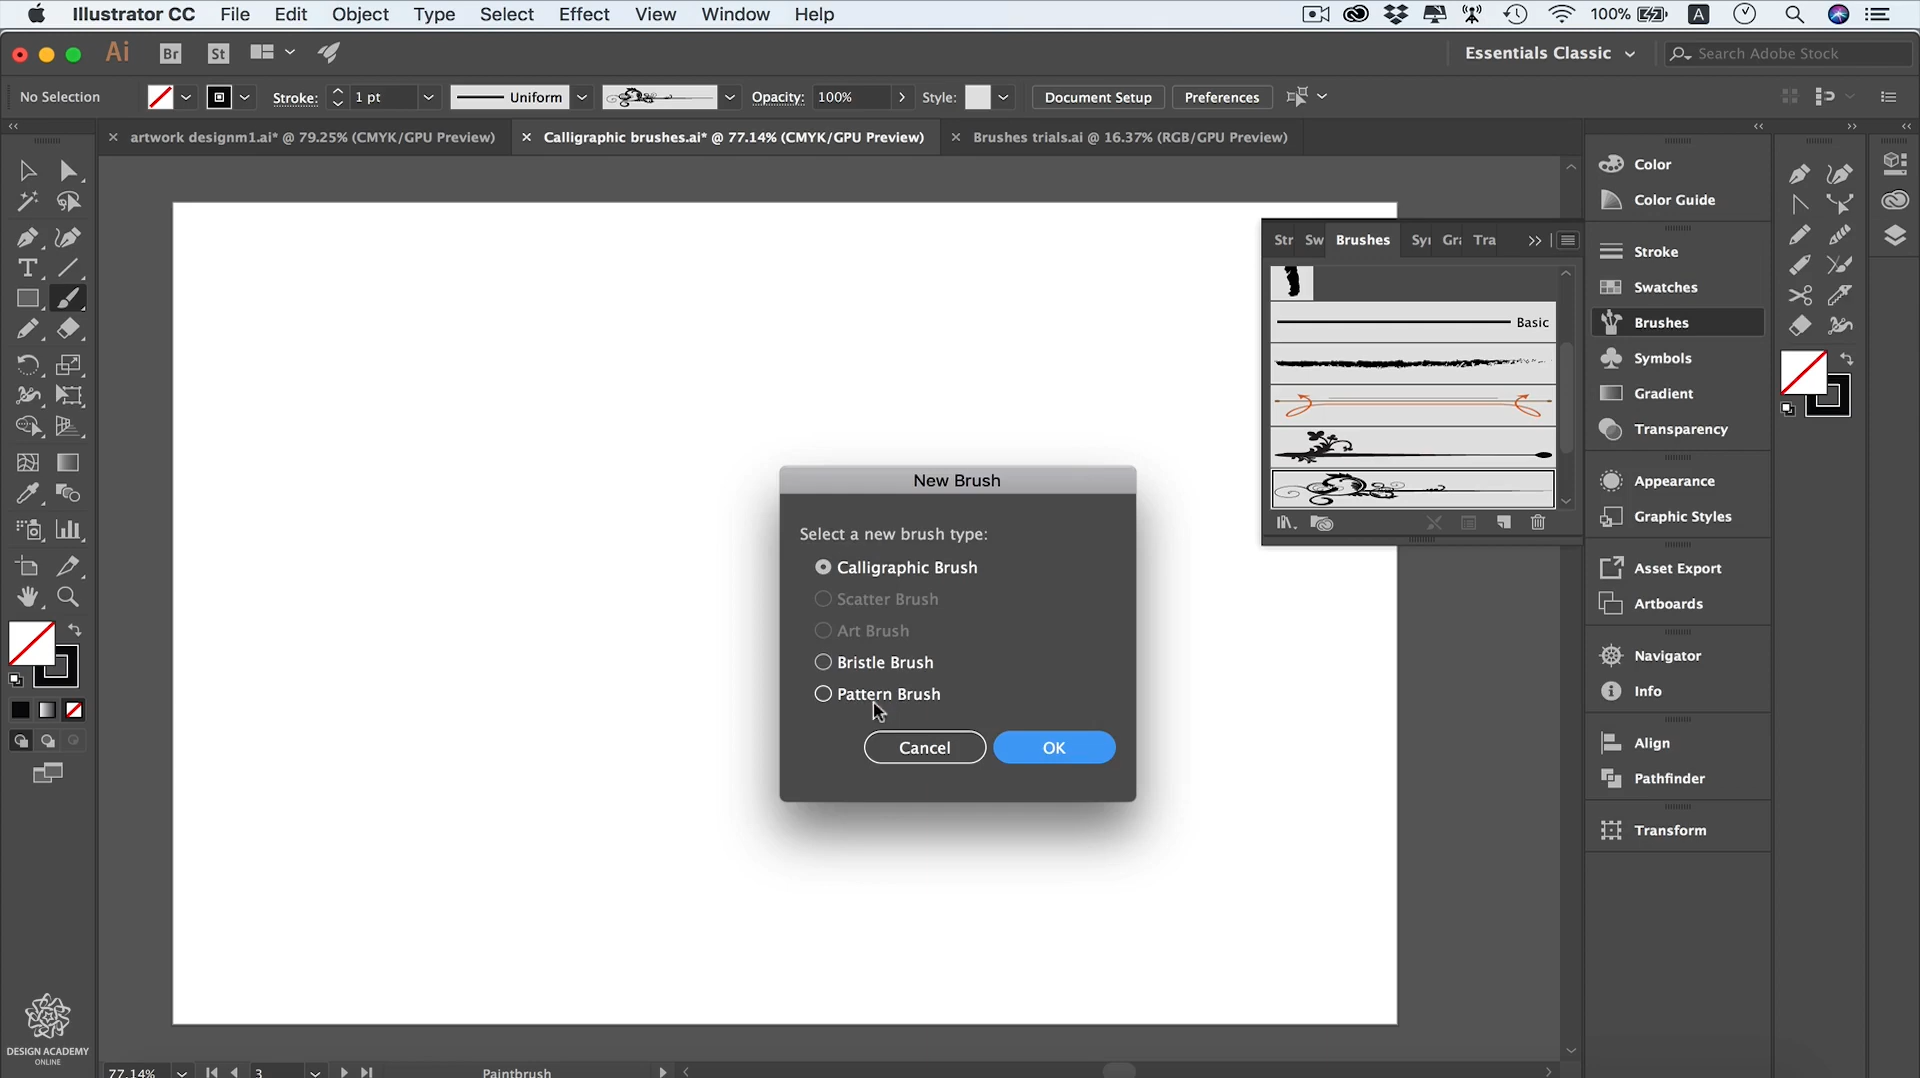 Illustrator CC File Edit Object Type Select Effect View Window Help 100% A
Ai Br St Essentials Classic Search Adobe Stock
No Selection Stroke: 1 pt Uniform Opacity: 100% Style: Document Setup Preferences
artwork designm1.ai* @ 79.25% (CMYK/GPU Preview) Calligraphic brushes.ai* @ 77.14% (CMYK/GPU Preview) Brushes trials.ai @ 16.37% (RGB/GPU Preview)
Str Sw Brushes Syı Gra Tra
Basic
Color
Color Guide
Stroke
Swatches
Brushes
Symbols
Gradient
Transparency
Appearance
Graphic Styles
Asset Export
Artboards
Navigator
Info
Align
Pathfinder
Transform
New Brush
Select a new brush type:
Calligraphic Brush
Scatter Brush
Art Brush
Bristle Brush
Pattern Brush
Cancel OK
DESIGN ACADEMY
ONLINE
77.14% 3 Paintbrush